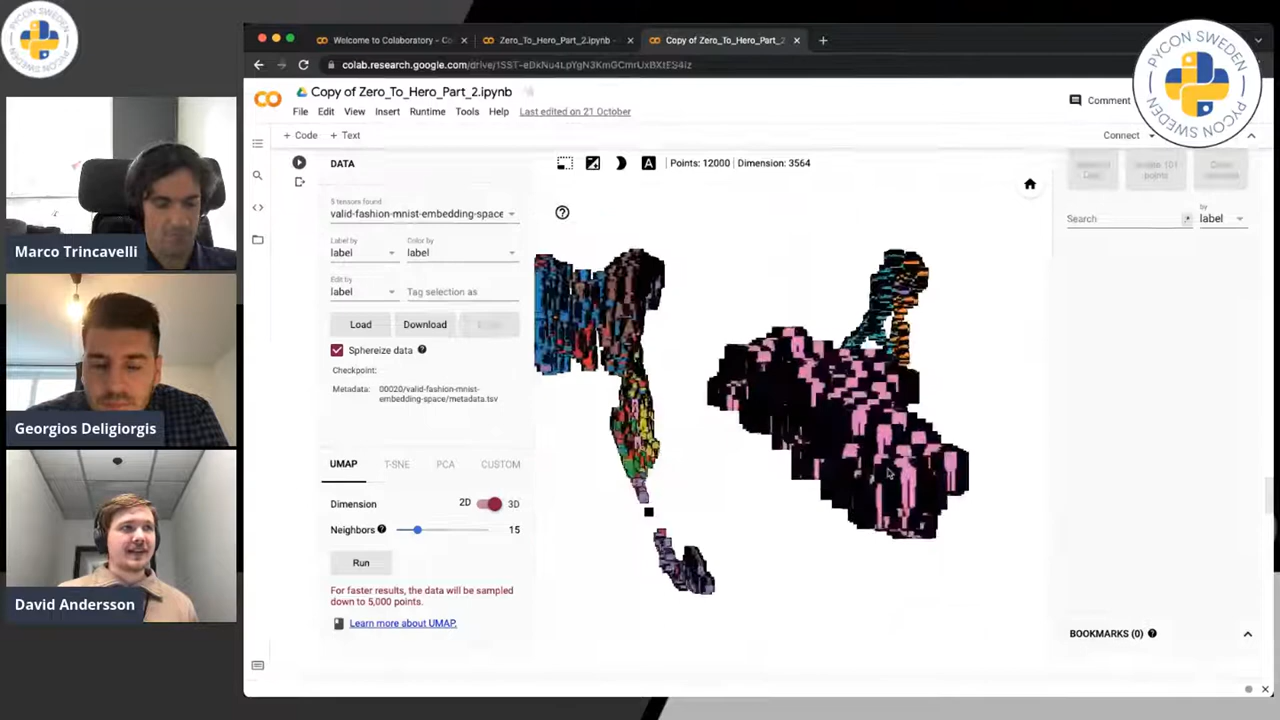 PYCON SWEDEN
Marco Trincavelli
Georgios Deligiorgis
David Andersson
Welcome to Colaboratory - Co
Zero_To_Hero_Part_2.ipynb -
Copy of Zero_To_Hero_Part_2
colab.research.google.com
Copy of Zero_To_Hero_Part_2.ipynb
File Edit View Insert Runtime Tools Help Last edited on 21 October
Comment
+ Code + Text
Connect
DATA
Points: 12000 Dimension: 3564
5 tensors found
valid-fashion-mnist-embedding-space
Label by
label
Color by
label
Edit by
label
Tag selection as
Load Download
Sphereize data
Checkpoint:
Metadata: 00020/valid-fashion-mnist-
embedding-space/metadata.tsv
UMAP T-SNE PCA CUSTOM
Dimension 2D 3D
Neighbors 15
Run
For faster results, the data will be sampled
down to 5,000 points.
Learn more about UMAP.
points
Search
by
label
BOOKMARKS (0)
PYCON SWEDEN